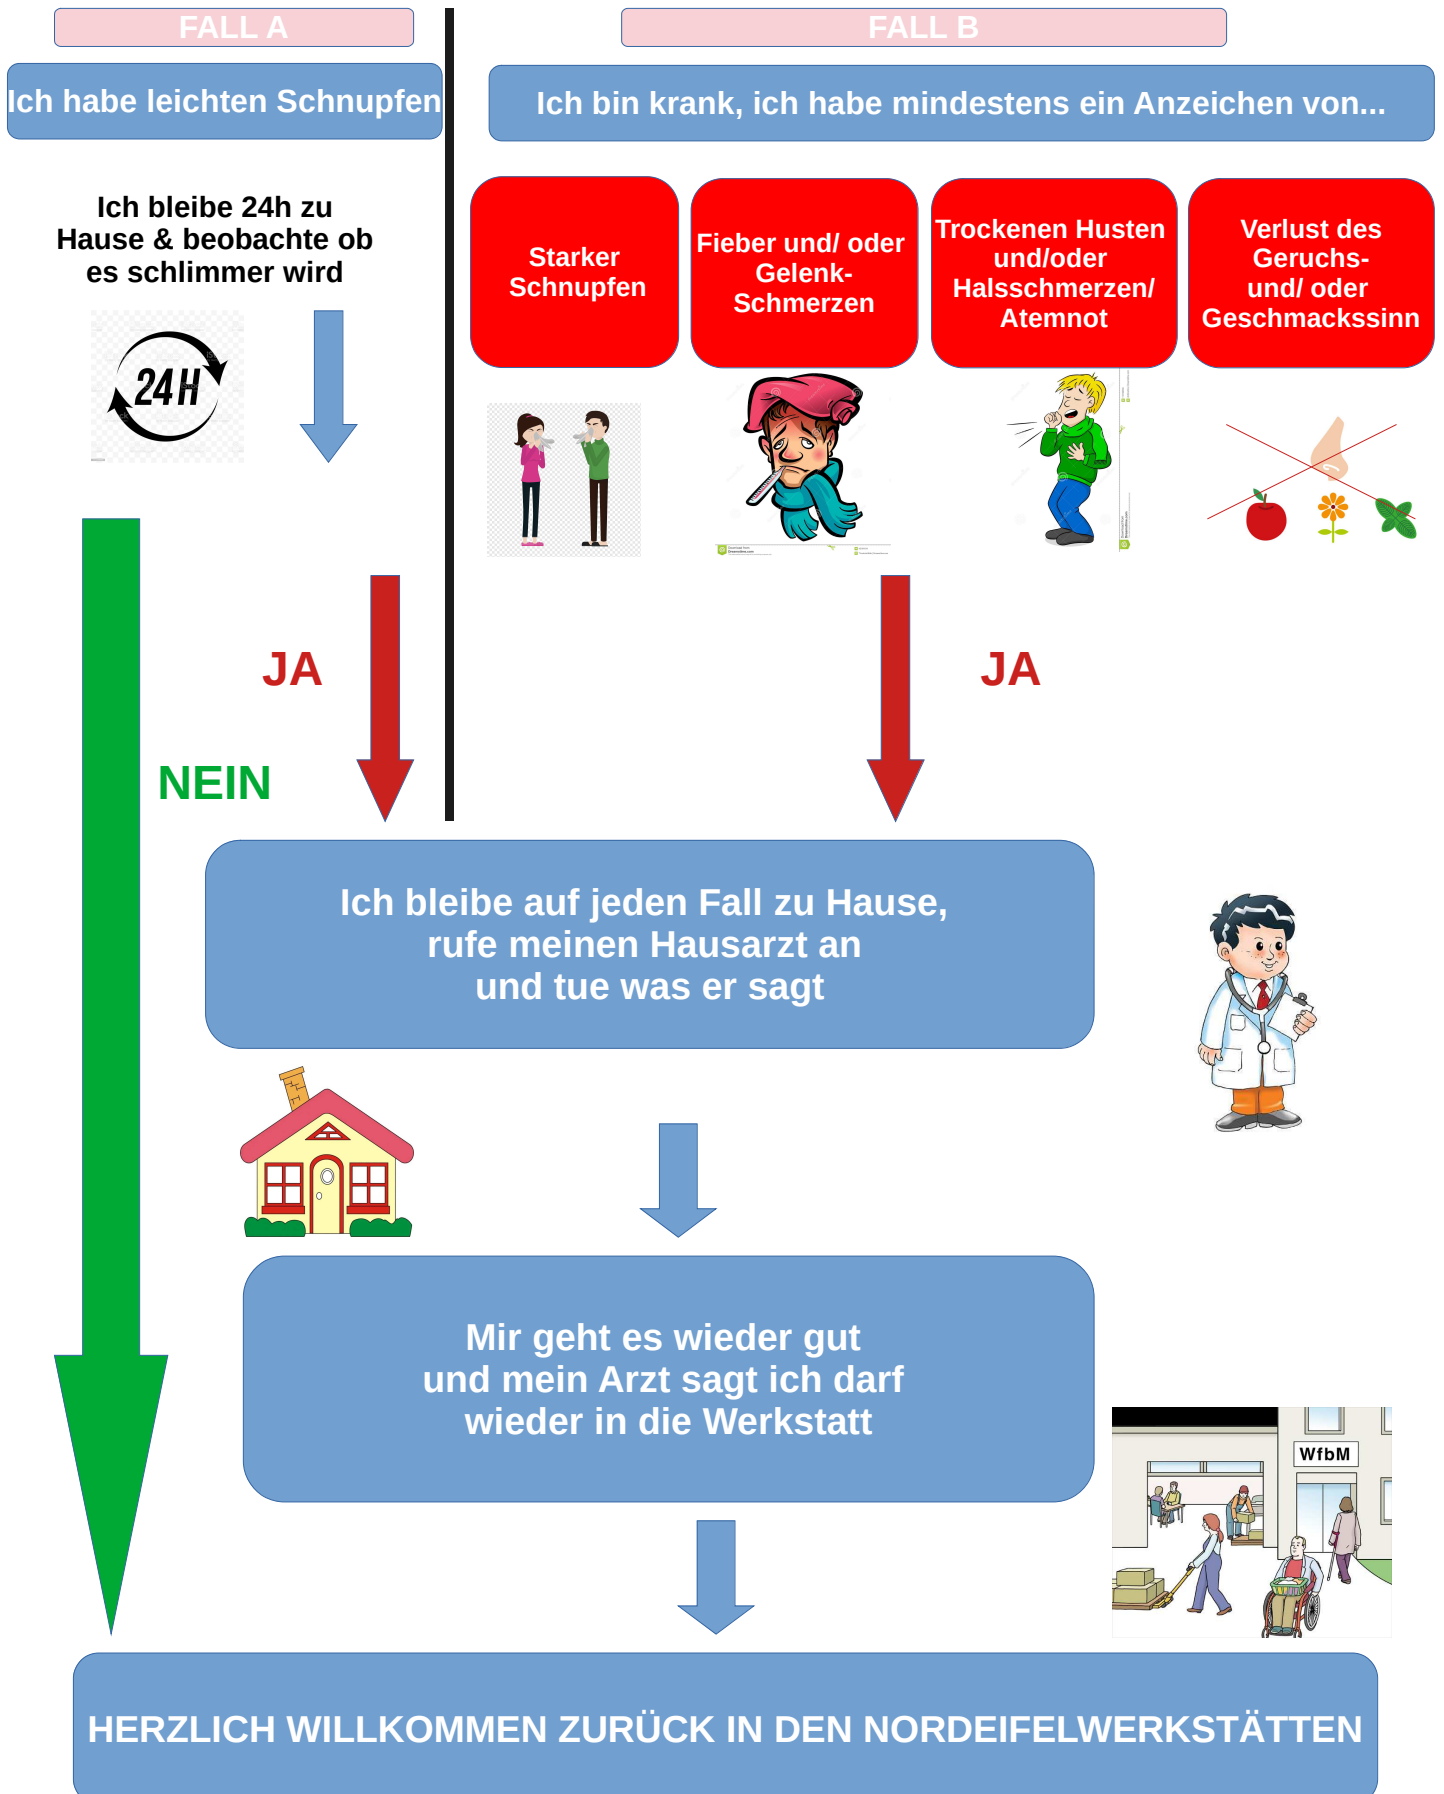 FALL A
FALL B
Ich habe leichten Schnupfen
Ich bin krank, ich habe mindestens ein Anzeichen von...
Ich bleibe 24h zu
Hause & beobachte ob
es schlimmer wird
24H
Starker
Schnupfen
Fieber und/ oder
Gelenk-
Schmerzen
Trockenen Husten
und/oder
Halsschmerzen/
Atemnot
Verlust des
Geruchs-
und/ oder
Geschmackssinn
JA
NEIN
JA
Ich bleibe auf jeden Fall zu Hause,
rufe meinen Hausarzt an
und tue was er sagt
Mir geht es wieder gut
und mein Arzt sagt ich darf
wieder in die Werkstatt
WfbM
HERZLICH WILLKOMMEN ZURÜCK IN DEN NORDEIFELWERKSTÄTTEN